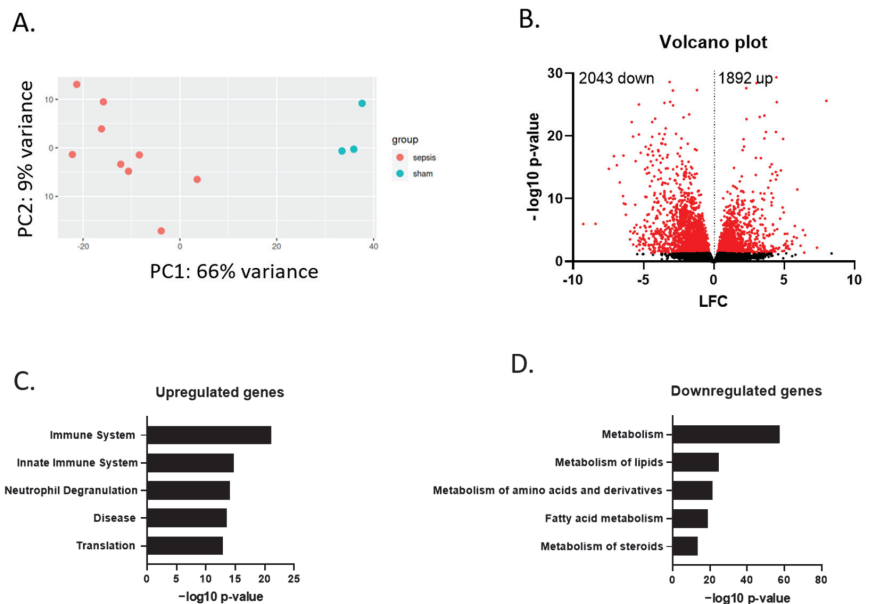 A.
PC2: 9% variance
10
0
10
-20
0
20
40
PC1: 66% variance
group
sepsis
sham
B.
Volcano plot
2043 down
1892 up
- log10 p-value
30
20
10
0
-10
-5
0
5
10
LFC
C.
Upregulated genes
Immune System
Innate Immune System
Neutrophil Degranulation
Disease
Translation
0 5 10 15 20 25
−log10 p-value
D.
Downregulated genes
Metabolism
Metabolism of lipids
Metabolism of amino acids and derivatives
Fatty acid metabolism
Metabolism of steroids
0 20 40 60 80
−log10 p-value